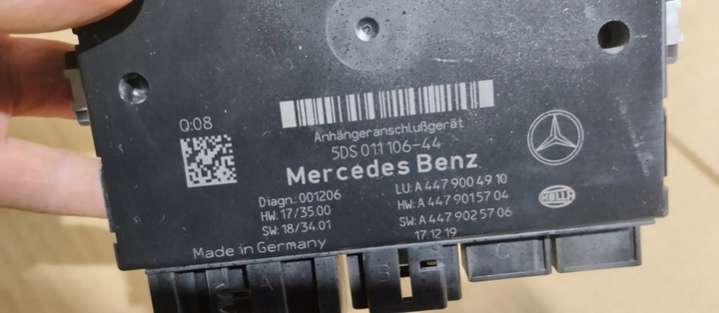 Q:08
Anhängeranschlußgerät
5DS 011 106-44
Mercedes Benz
Diagn: 001206
HW: 17/35.00
SW: 18/34.01
LU: A 447 900 49 10
HW: A 447 901 57 04
SW: A 447 902 57 06
17.12.19
HELLA
Made in Germany
A
B
C